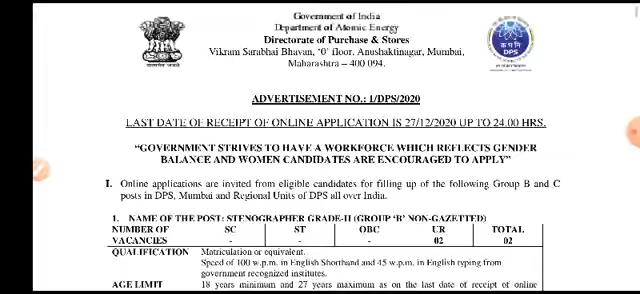 Government of India
Department of Atomic Energy
Directorate of Purchase & Stores
Vikram Sarabhai Bhavan, '0' floor, Anushaktinagar, Mumbai,
Maharashtra – 400 094.
DPS
ADVERTISEMENT NO.: 1/DPS/2020
LAST DATE OF RECEIPT OF ONLINE APPLICATION IS 27/12/2020 UP TO 24.00 HRS.
“GOVERNMENT STRIVES TO HAVE A WORKFORCE WHICH REFLECTS GENDER
BALANCE AND WOMEN CANDIDATES ARE ENCOURAGED TO APPLY”
I. Online applications are invited from eligible candidates for filling up of the following Group B and C
posts in DPS, Mumbai and Regional Units of DPS all over India.
1. NAME OF THE POST: STENOGRAPHER GRADE-II (GROUP 'B' NON-GAZETTED)
NUMBER OF SC ST OBC UR TOTAL
VACANCIES - - - 02 02
QUALIFICATION Matriculation or equivalent.
Speed of 100 w.p.m. in English Shorthand and 45 w.p.m. in English typing from
government recognized institutes.
AGE LIMIT 18 years minimum and 27 years maximum as on the last date of receipt of online